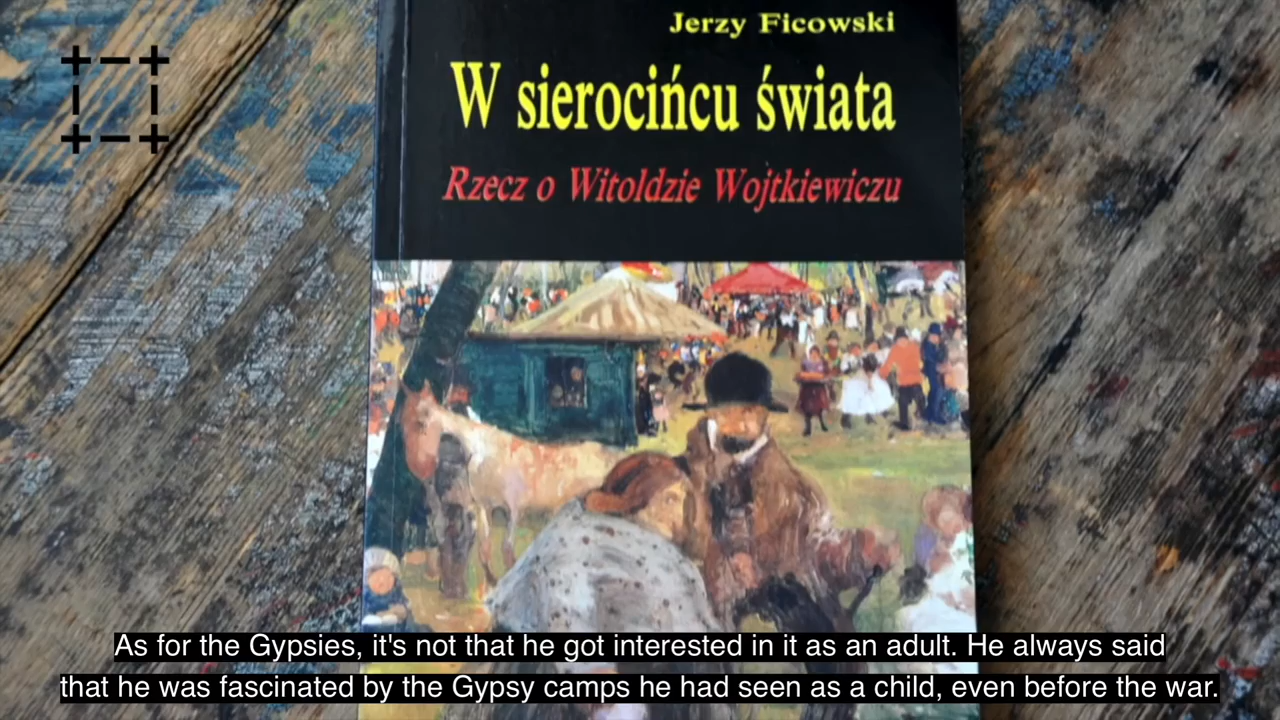 Jerzy Ficowski
W sierocińcu świata
Rzecz o Witoldzie Wojtkiewiczu
As for the Gypsies, it's not that he got interested in it as an adult. He always said
that he was fascinated by the Gypsy camps he had seen as a child, even before the war.